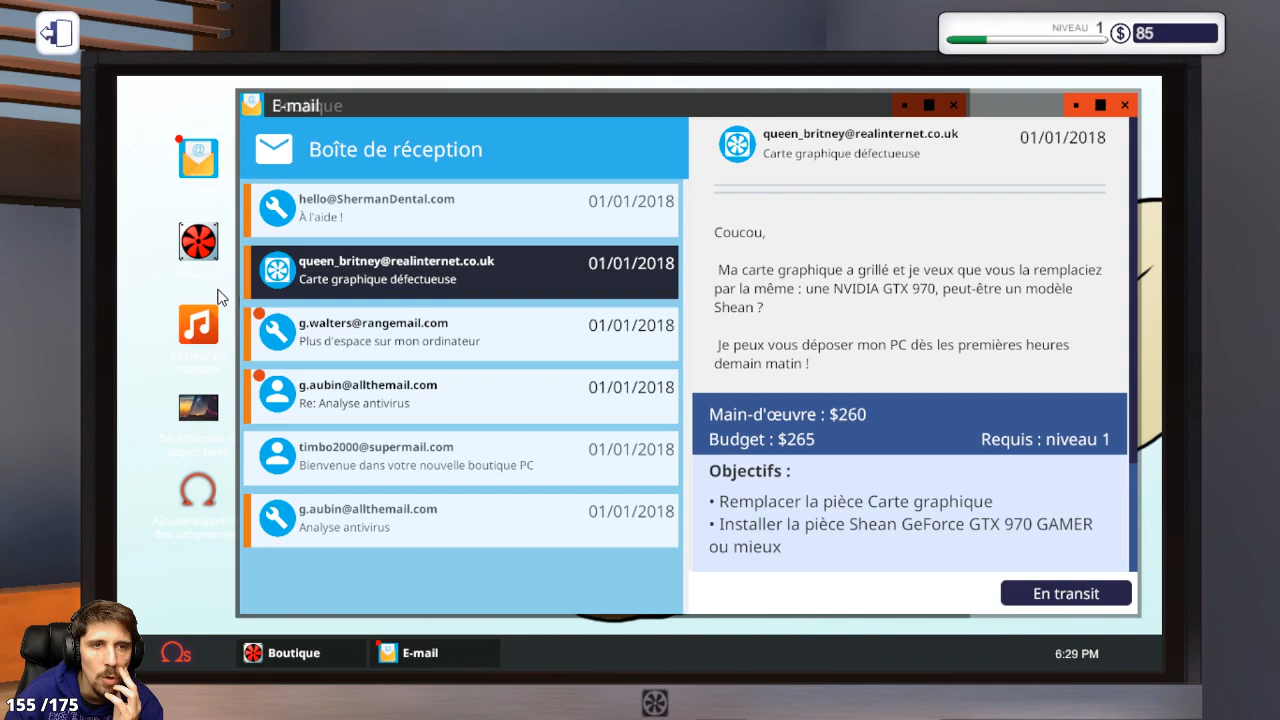 NIVEAU 1
$ 85
E-mail
Boîte de réception
hello@ShermanDental.com
01/01/2018
À l'aide !
queen_britney@realinternet.co.uk
01/01/2018
Carte graphique défectueuse
g.walters@rangemail.com
01/01/2018
Plus d'espace sur mon ordinateur
g.aubin@allthemail.com
01/01/2018
Re: Analyse antivirus
timbo2000@supermail.com
01/01/2018
Bienvenue dans votre nouvelle boutique PC
g.aubin@allthemail.com
01/01/2018
Analyse antivirus
queen_britney@realinternet.co.uk
01/01/2018
Carte graphique défectueuse
Coucou,
Ma carte graphique a grillé et je veux que vous la remplaciez
par la même : une NVIDIA GTX 970, peut-être un modèle
Shean ?
Je peux vous déposer mon PC dès les premières heures
demain matin !
Main-d'œuvre : $260
Budget : $265
Requis : niveau 1
Objectifs :
• Remplacer la pièce Carte graphique
• Installer la pièce Shean GeForce GTX 970 GAMER
ou mieux
En transit
Lecteur de
musique
Boutique
E-mail
6:29 PM
155 /175